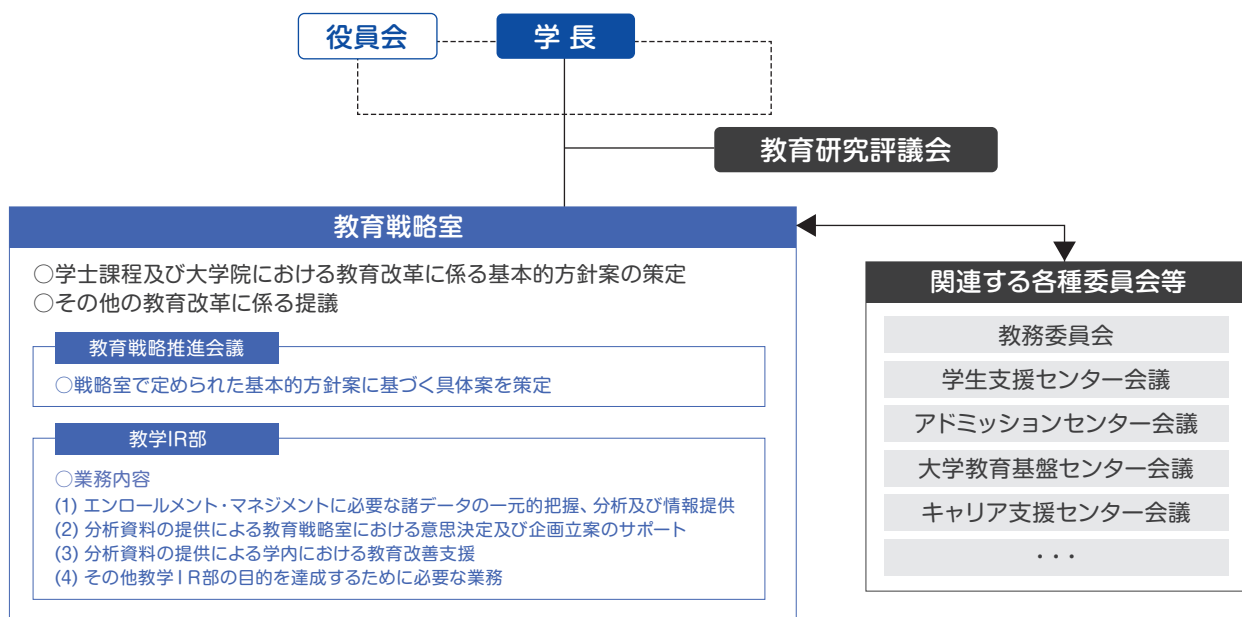 役員会
学長
教育研究評議会
教育戦略室
○学士課程及び大学院における教育改革に係る基本的方針案の策定
○その他の教育改革に係る提議
教育戦略推進会議
○戦略室で定められた基本的方針案に基づく具体案を策定
教学IR部
○業務内容
(1) エンロールメント・マネジメントに必要な諸データの一元的把握、分析及び情報提供
(2) 分析資料の提供による教育戦略室における意思決定及び企画立案のサポート
(3) 分析資料の提供による学内における教育改善支援
(4) その他教学IR部の目的を達成するために必要な業務
関連する各種委員会等
教務委員会
学生支援センター会議
アドミッションセンター会議
大学教育基盤センター会議
キャリア支援センター会議
・・・